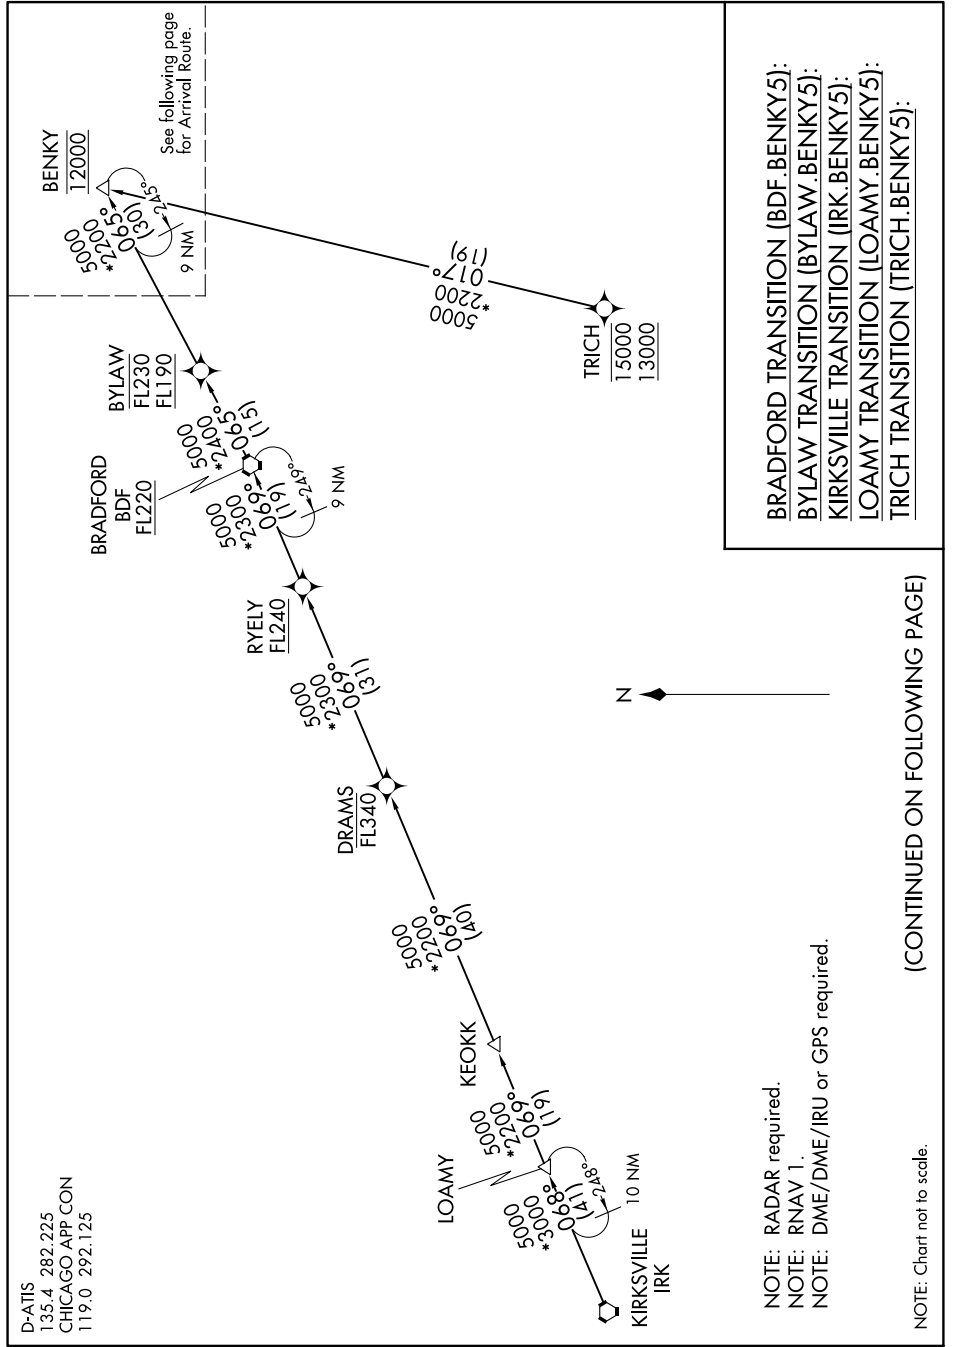 D-ATIS
135.4 282.225
CHICAGO APP CON
119.0 292.125
See following page
for Arrival Route.
BENKY
12000
5000
*2200
065°
(30)
245°
9 NM
BYLAW
FL230
FL190
5000
*2400
065°
(15)
BRADFORD
BDF
FL220
249°
9 NM
5000
*2300
069°
(19)
RYELY
FL240
5000
*2300
069°
(31)
DRAMS
FL340
5000
*2200
069°
(40)
KEOKK
5000
*2200
069°
(19)
LOAMY
5000
*3000
068°
(41)
248°
10 NM
KIRKSVILLE
IRK
(19)
017°
*2200
5000
TRICH
15000
13000
N
NOTE: RADAR required.
NOTE: RNAV 1.
NOTE: DME/DME/IRU or GPS required.
BRADFORD TRANSITION (BDF.BENKY5):
BYLAW TRANSITION (BYLAW.BENKY5):
KIRKSVILLE TRANSITION (IRK.BENKY5):
LOAMY TRANSITION (LOAMY.BENKY5):
TRICH TRANSITION (TRICH.BENKY5):
(CONTINUED ON FOLLOWING PAGE)
NOTE: Chart not to scale.